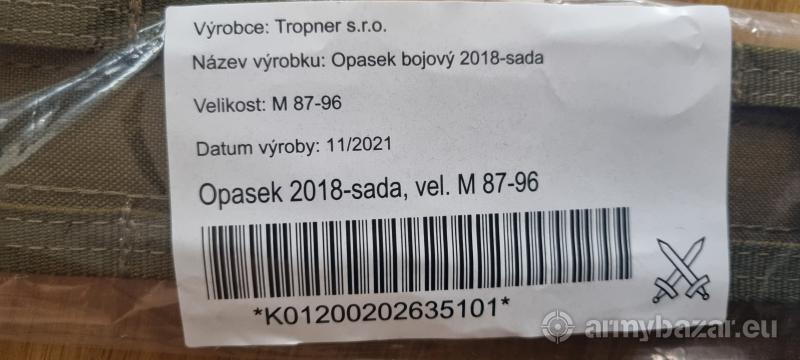 Výrobce: Tropner s.r.o.
Název výrobku: Opasek bojový 2018-sada
Velikost: M 87-96
Datum výroby: 11/2021
Opasek 2018-sada, vel. M 87-96
*K01200202635101*
armybazar.eu